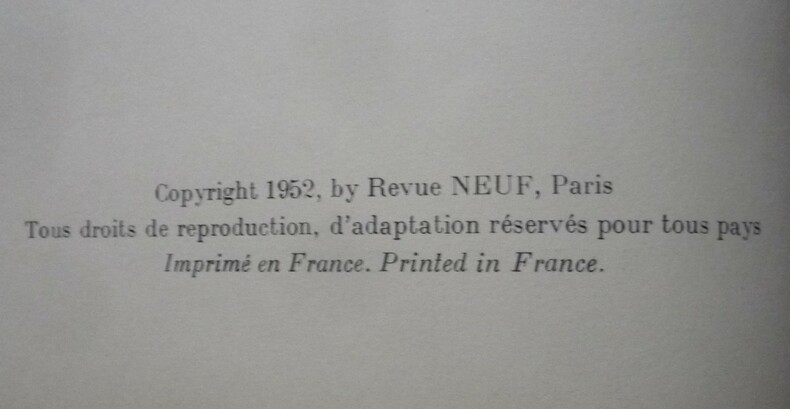 Copyright 1952, by Revue NEUF, Paris
Tous droits de reproduction, d'adaptation réservés pour tous pays
Imprimé en France. Printed in France.